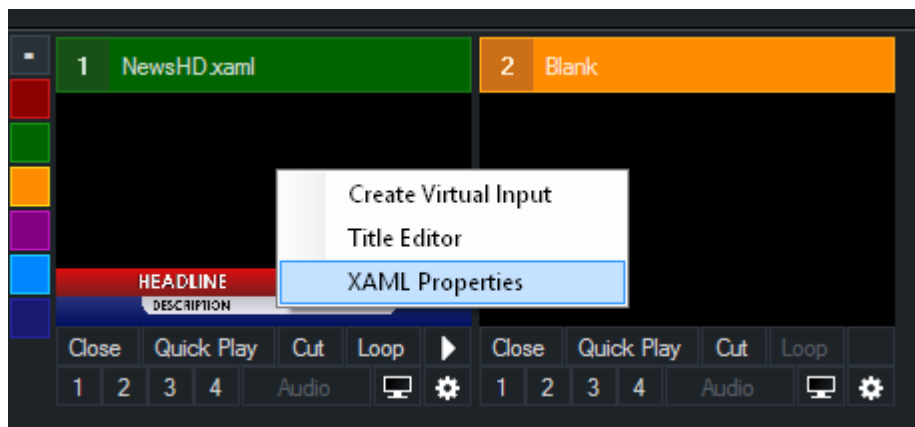 -
1 NewsHD.xaml
2 Blank
Create Virtual Input
Title Editor
XAML Properties
HEADLINE
DESCRIPTION
Close Quick Play Cut Loop
Close Quick Play Cut Loop
1 2 3 4 Audio
1 2 3 4 Audio